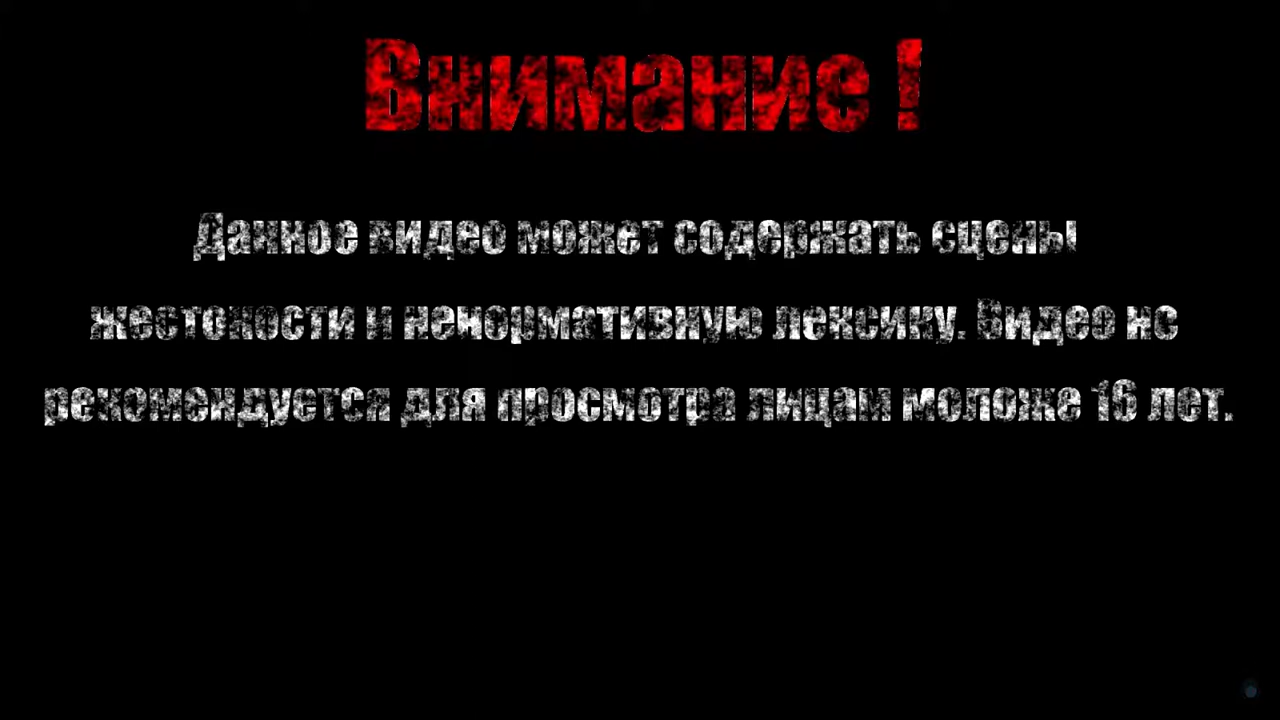 Внимание !
Данное видео может содержать сцены
жестокости и ненормативную лексику. Видео не
рекомендуется для просмотра лицам моложе 16 лет.